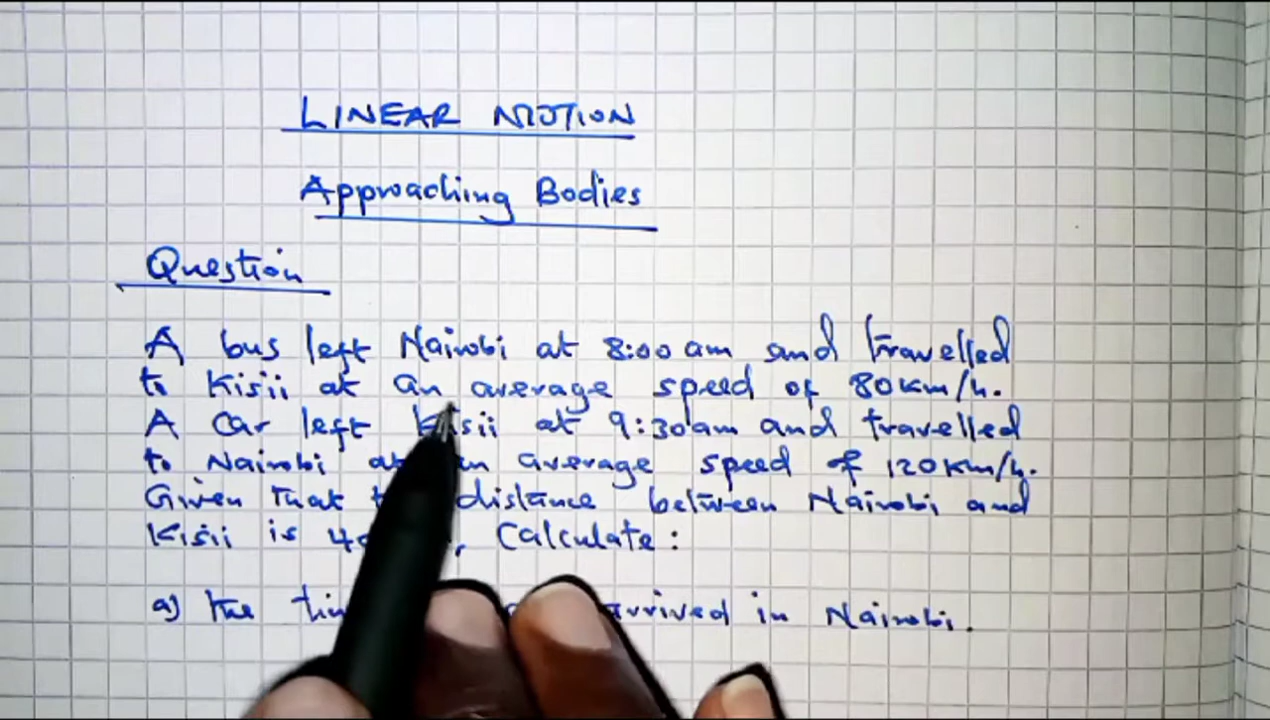 LINEAR MOTION
Approaching Bodies
Question
A bus left Nairobi at 8:00 am and travelled
to Kisii at an average speed of 80km/h.
A Car left Kisii at 9:30am and travelled
to Nairobi an average speed of 120km/h.
Given that distance between Nairobi and
Kisii is Calculate:
a) the arrived in Nairobi.